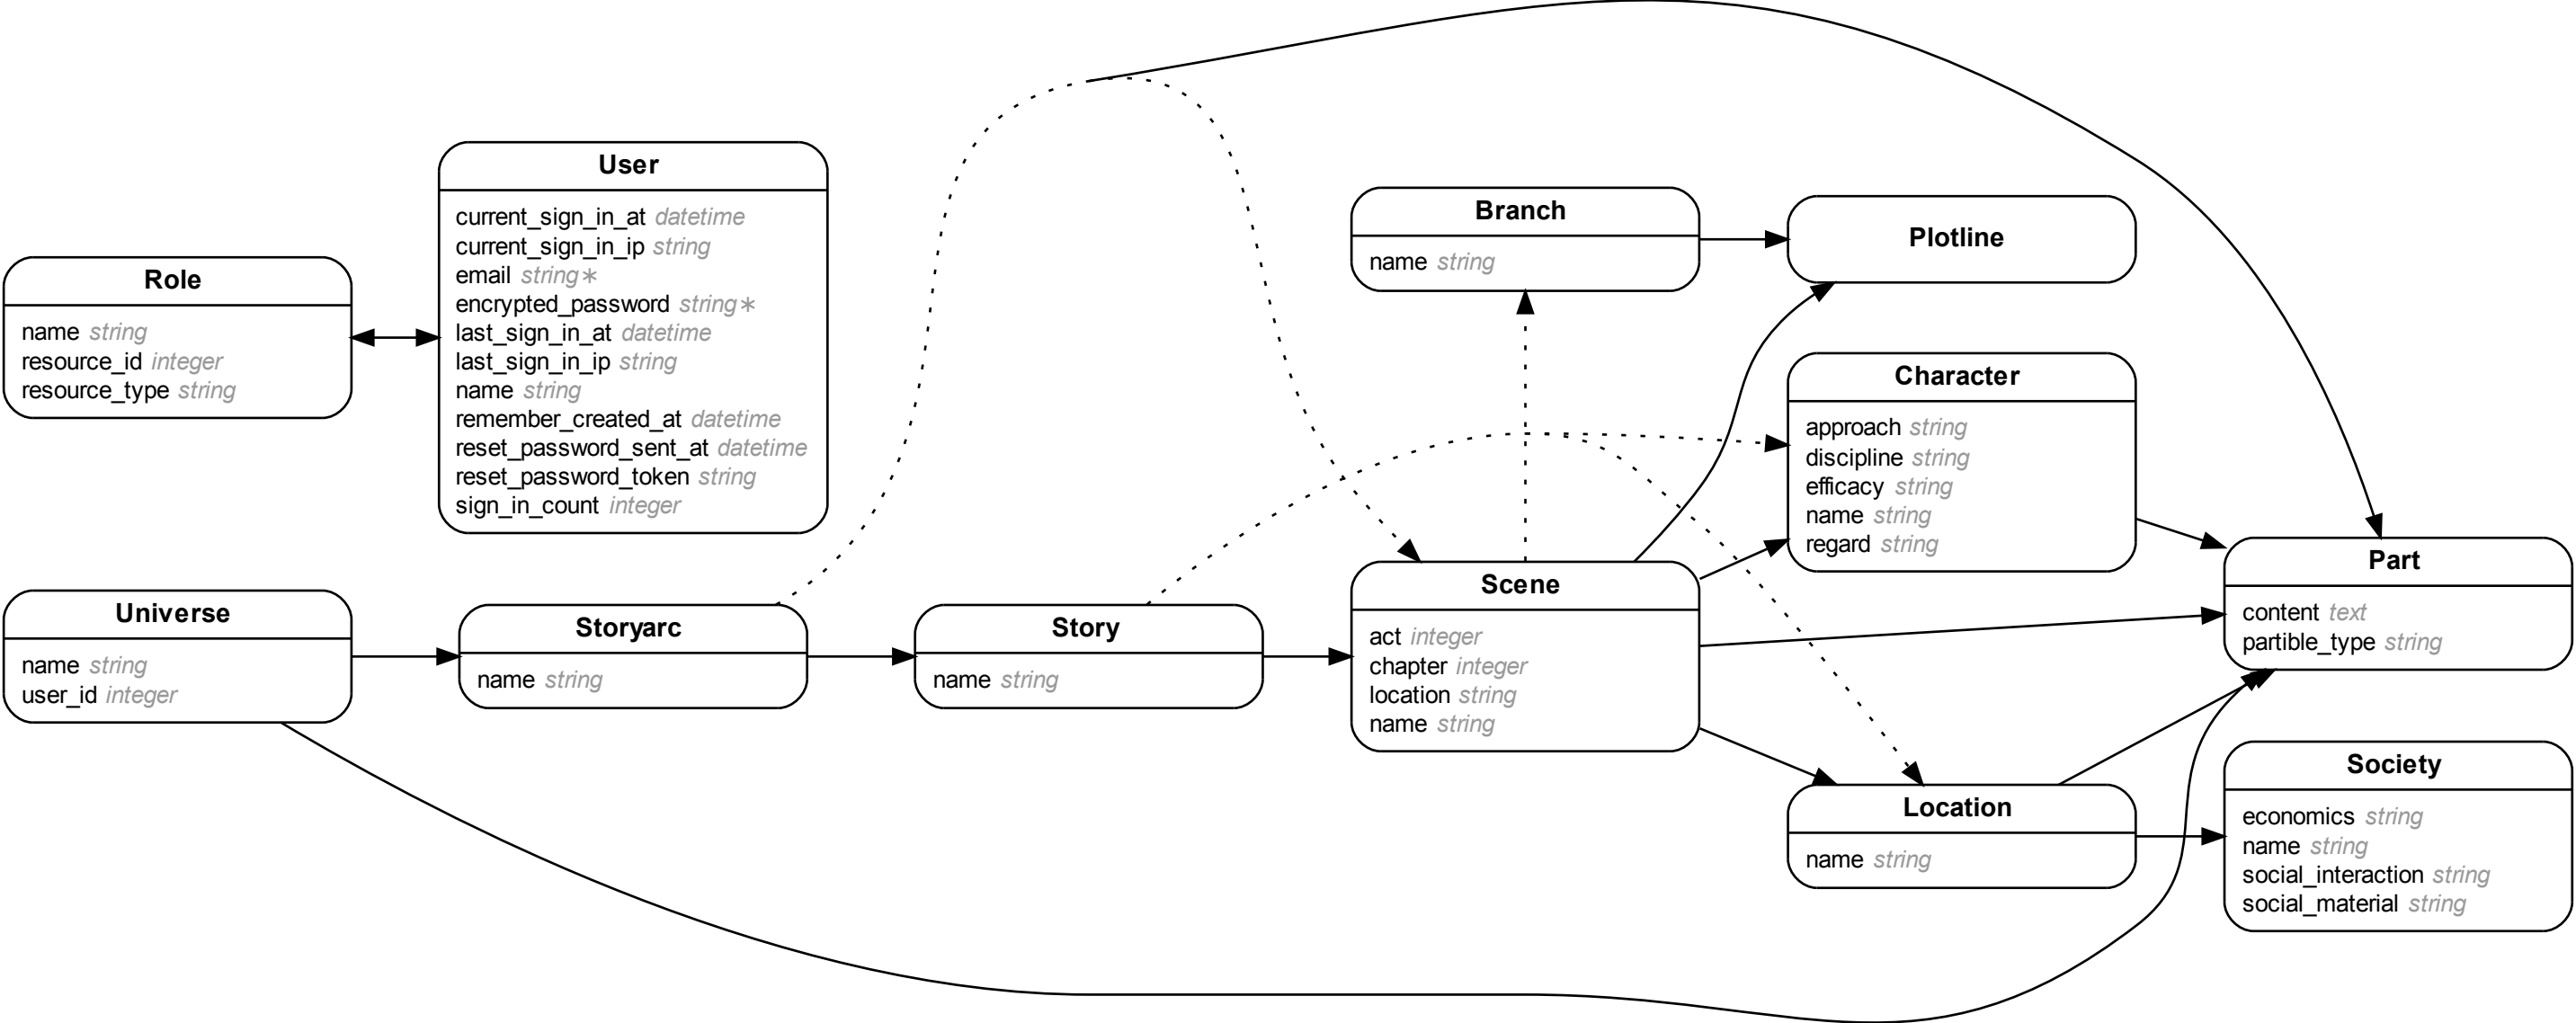 Role
name string
resource_id integer
resource_type string
User
current_sign_in_at datetime
current_sign_in_ip string
email string∗
encrypted_password string∗
last_sign_in_at datetime
last_sign_in_ip string
name string
remember_created_at datetime
reset_password_sent_at datetime
reset_password_token string
sign_in_count integer
Universe
name string
user_id integer
Storyarc
name string
Story
name string
Branch
name string
Scene
act integer
chapter integer
location string
name string
Plotline
Character
approach string
discipline string
efficacy string
name string
regard string
Location
name string
Part
content text
partible_type string
Society
economics string
name string
social_interaction string
social_material string